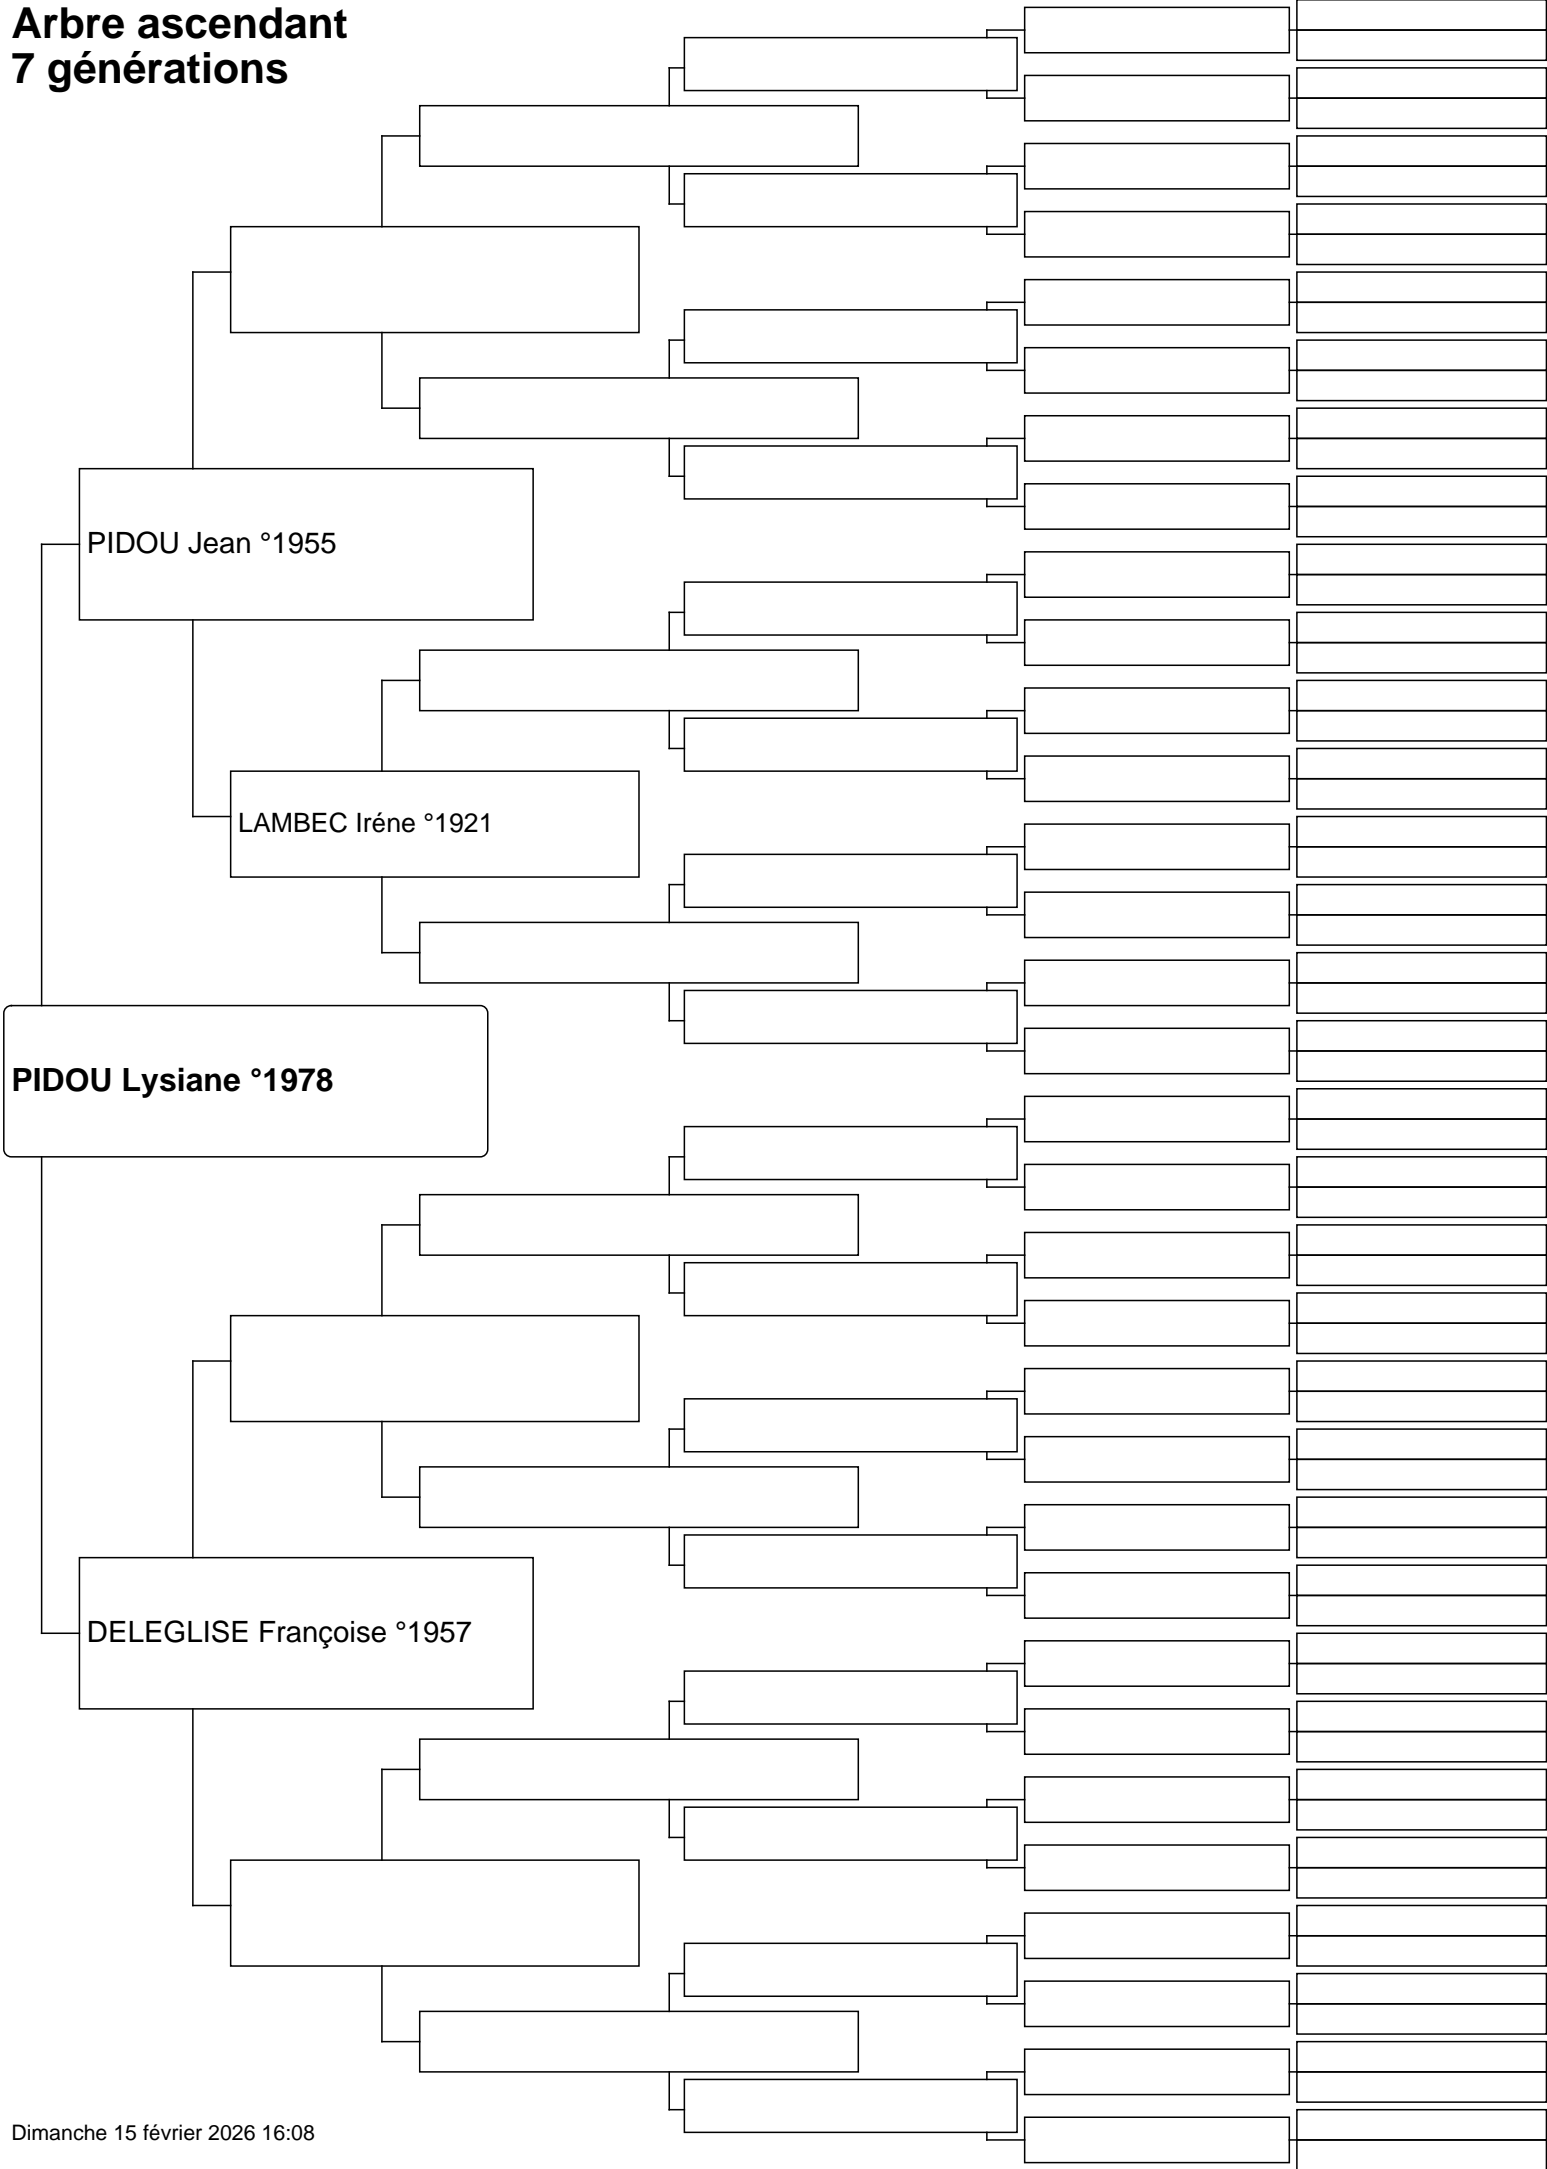 Arbre ascendant
7 générations
PIDOU Jean °1955
LAMBEC Iréne °1921
PIDOU Lysiane °1978
DELEGLISE Françoise °1957
Dimanche 15 février 2026 16:08